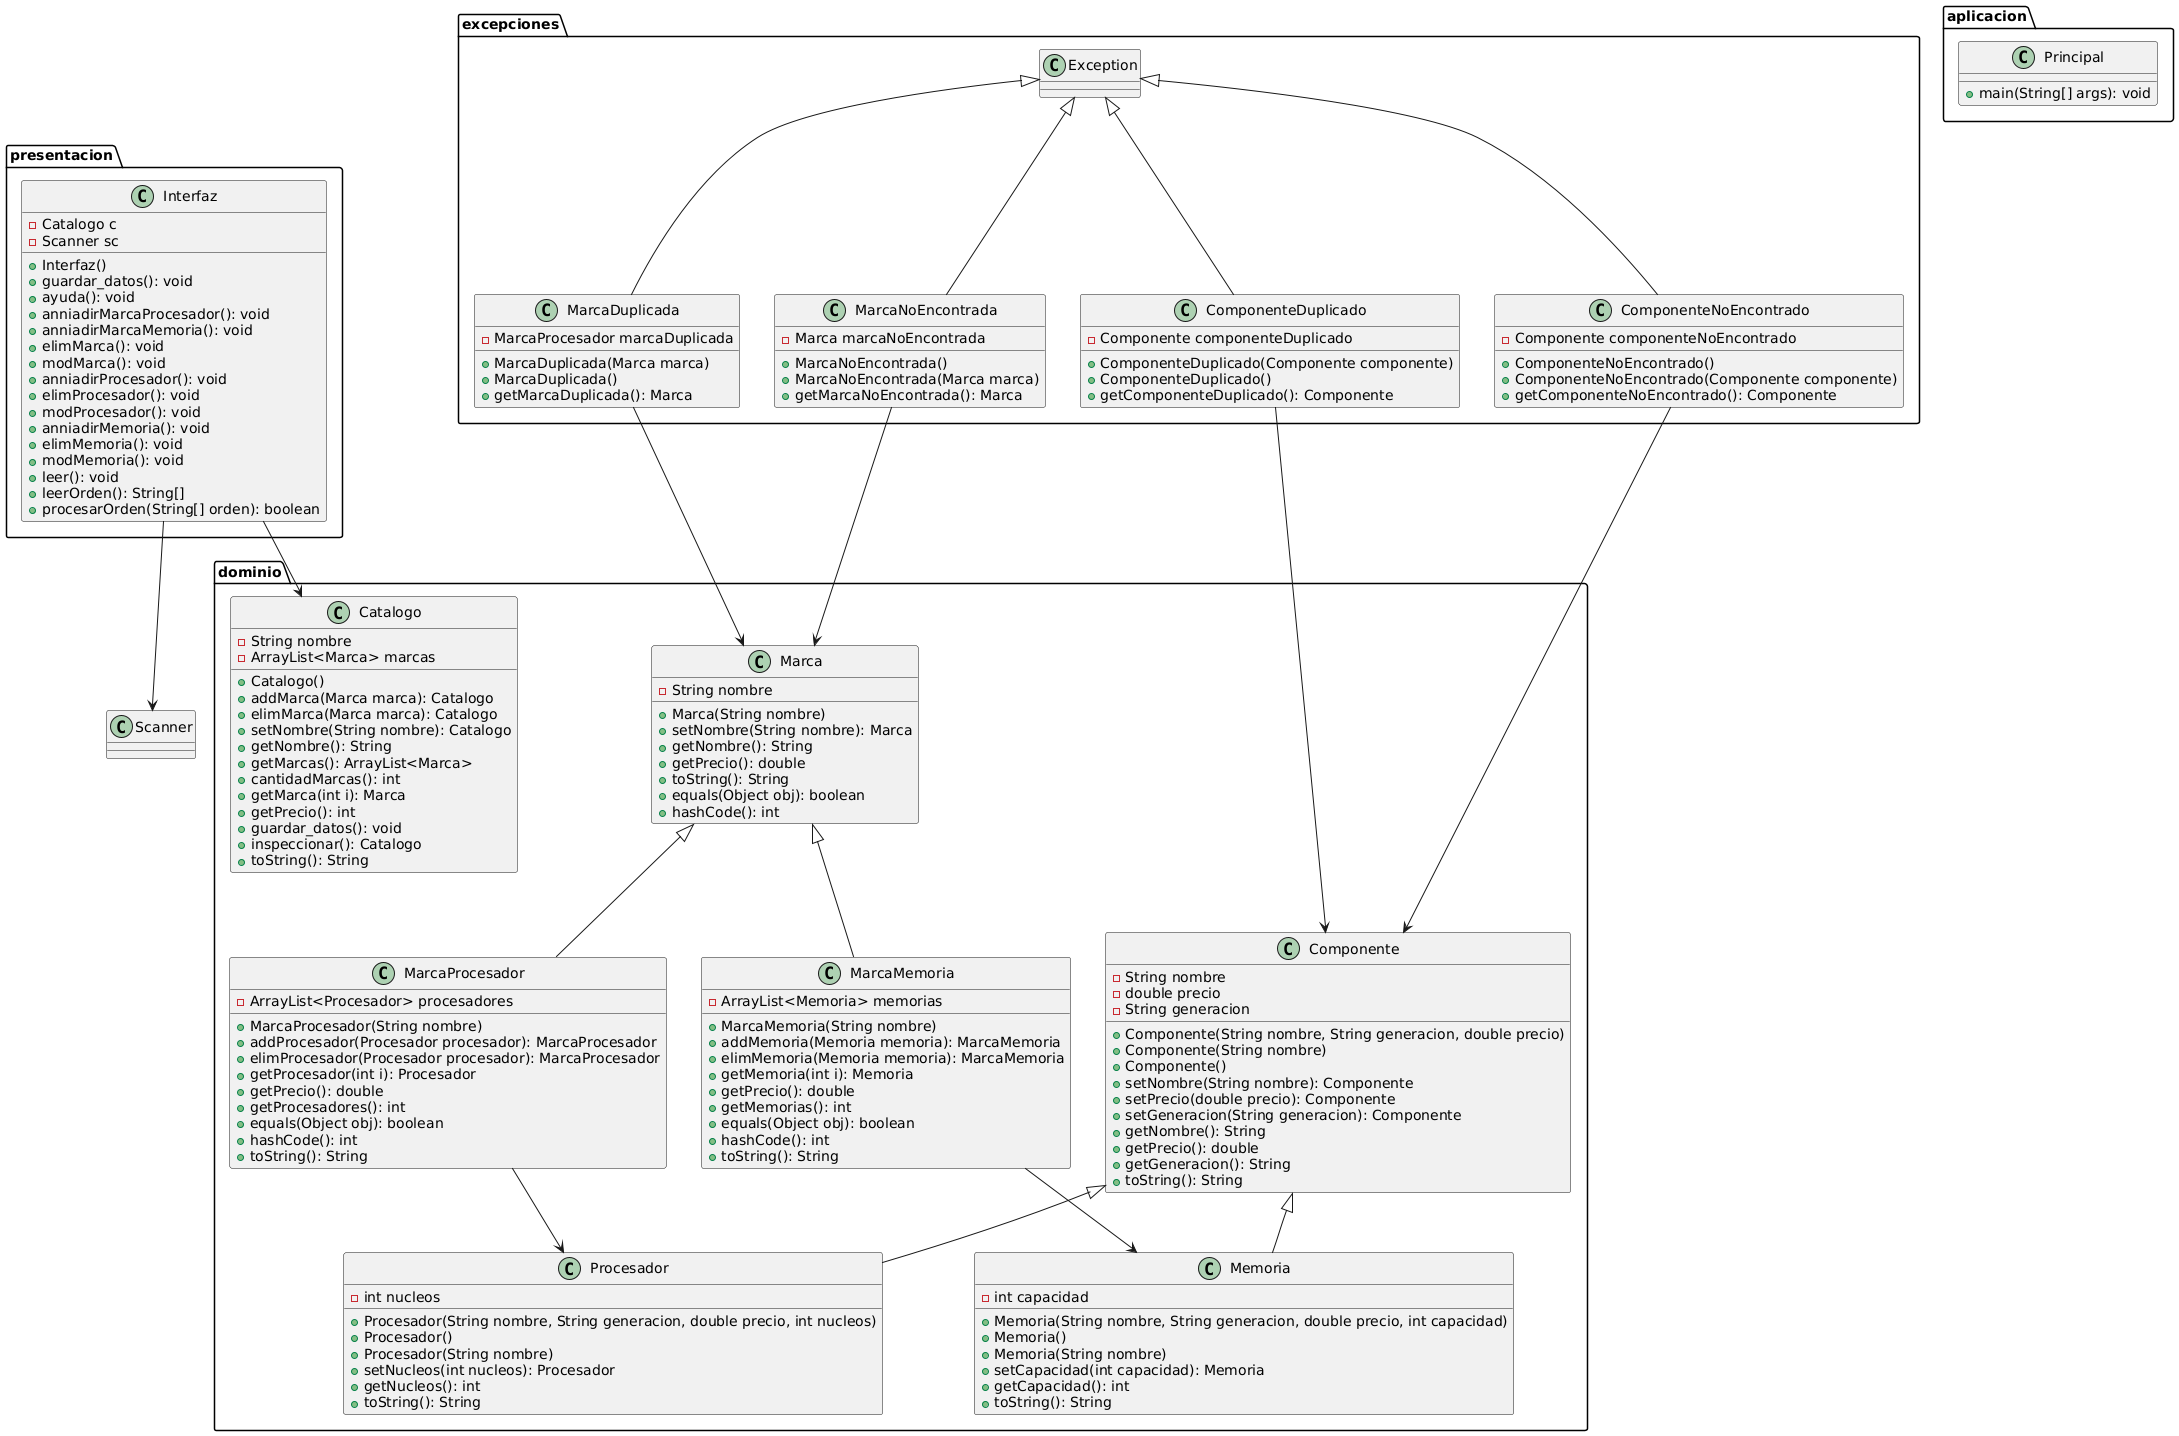 excepciones
C Exception
C MarcaDuplicada
MarcaProcesador marcaDuplicada
MarcaDuplicada(Marca marca)
MarcaDuplicada()
getMarcaDuplicada(): Marca
C MarcaNoEncontrada
Marca marcaNoEncontrada
MarcaNoEncontrada()
MarcaNoEncontrada(Marca marca)
getMarcaNoEncontrada(): Marca
C ComponenteDuplicado
Componente componenteDuplicado
ComponenteDuplicado(Componente componente)
ComponenteDuplicado()
getComponenteDuplicado(): Componente
C ComponenteNoEncontrado
Componente componenteNoEncontrado
ComponenteNoEncontrado()
ComponenteNoEncontrado(Componente componente)
getComponenteNoEncontrado(): Componente
aplicacion
C Principal
main(String[] args): void
presentacion
C Interfaz
Catalogo c
Scanner sc
Interfaz()
guardar_datos(): void
ayuda(): void
anniadirMarcaProcesador(): void
anniadirMarcaMemoria(): void
elimMarca(): void
modMarca(): void
anniadirProcesador(): void
elimProcesador(): void
modProcesador(): void
anniadirMemoria(): void
elimMemoria(): void
modMemoria(): void
leer(): void
leerOrden(): String[]
procesarOrden(String[] orden): boolean
C Scanner
dominio
C Catalogo
String nombre
ArrayList<Marca> marcas
Catalogo()
addMarca(Marca marca): Catalogo
elimMarca(Marca marca): Catalogo
setNombre(String nombre): Catalogo
getNombre(): String
getMarcas(): ArrayList<Marca>
cantidadMarcas(): int
getMarca(int i): Marca
getPrecio(): int
guardar_datos(): void
inspeccionar(): Catalogo
toString(): String
C Marca
String nombre
Marca(String nombre)
setNombre(String nombre): Marca
getNombre(): String
getPrecio(): double
toString(): String
equals(Object obj): boolean
hashCode(): int
C MarcaProcesador
ArrayList<Procesador> procesadores
MarcaProcesador(String nombre)
addProcesador(Procesador procesador): MarcaProcesador
elimProcesador(Procesador procesador): MarcaProcesador
getProcesador(int i): Procesador
getPrecio(): double
getProcesadores(): int
equals(Object obj): boolean
hashCode(): int
toString(): String
C MarcaMemoria
ArrayList<Memoria> memorias
MarcaMemoria(String nombre)
addMemoria(Memoria memoria): MarcaMemoria
elimMemoria(Memoria memoria): MarcaMemoria
getMemoria(int i): Memoria
getPrecio(): double
getMemorias(): int
equals(Object obj): boolean
hashCode(): int
toString(): String
C Componente
String nombre
double precio
String generacion
Componente(String nombre, String generacion, double precio)
Componente(String nombre)
Componente()
setNombre(String nombre): Componente
setPrecio(double precio): Componente
setGeneracion(String generacion): Componente
getNombre(): String
getPrecio(): double
getGeneracion(): String
toString(): String
C Procesador
int nucleos
Procesador(String nombre, String generacion, double precio, int nucleos)
Procesador()
Procesador(String nombre)
setNucleos(int nucleos): Procesador
getNucleos(): int
toString(): String
C Memoria
int capacidad
Memoria(String nombre, String generacion, double precio, int capacidad)
Memoria()
Memoria(String nombre)
setCapacidad(int capacidad): Memoria
getCapacidad(): int
toString(): String